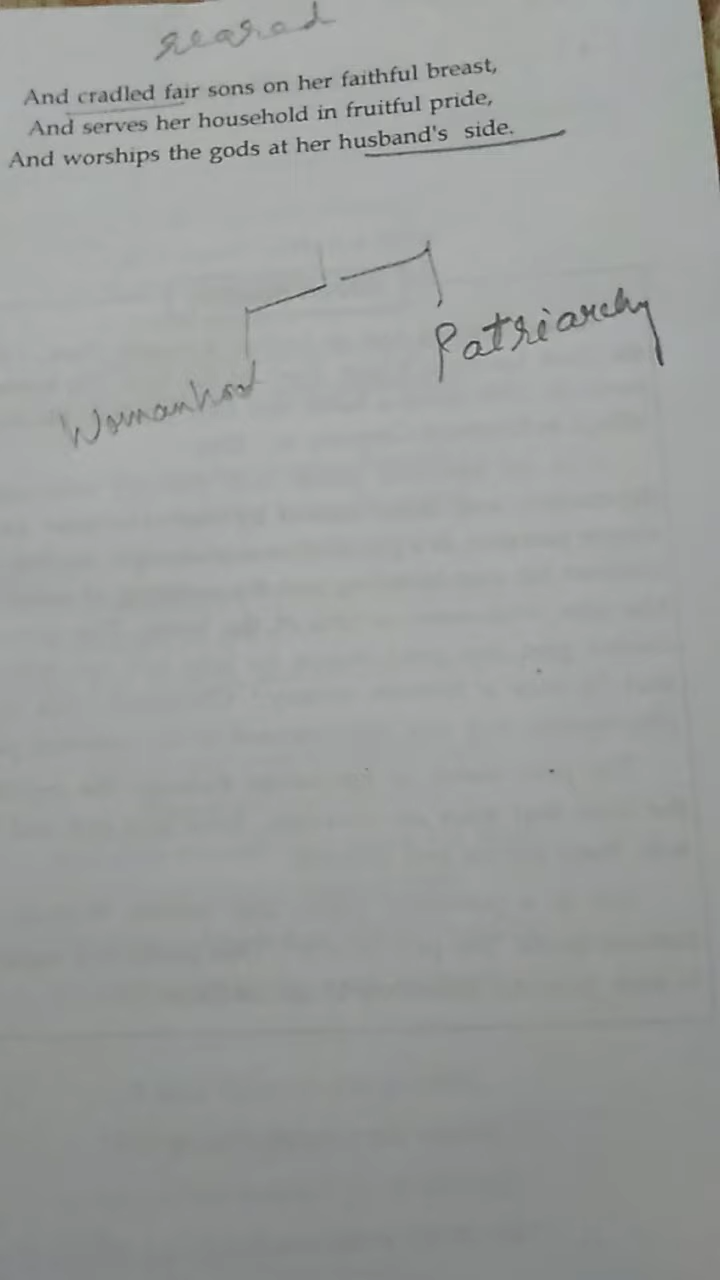 reared
And cradled fair sons on her faithful breast,
And serves her household in fruitful pride,
And worships the gods at her husband's side.
Womanhood
Patriarchy